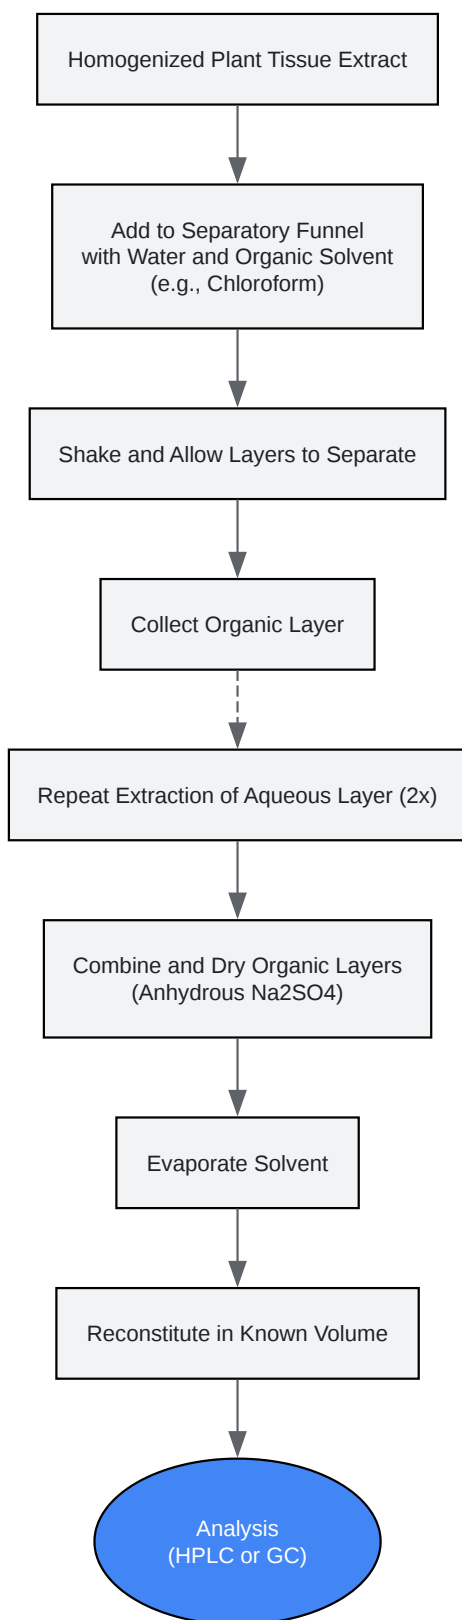 Homogenized Plant Tissue Extract
Add to Separatory Funnel
with Water and Organic Solvent
(e.g., Chloroform)
Shake and Allow Layers to Separate
Collect Organic Layer
Repeat Extraction of Aqueous Layer (2x)
Combine and Dry Organic Layers
(Anhydrous Na2SO4)
Evaporate Solvent
Reconstitute in Known Volume
Analysis
(HPLC or GC)